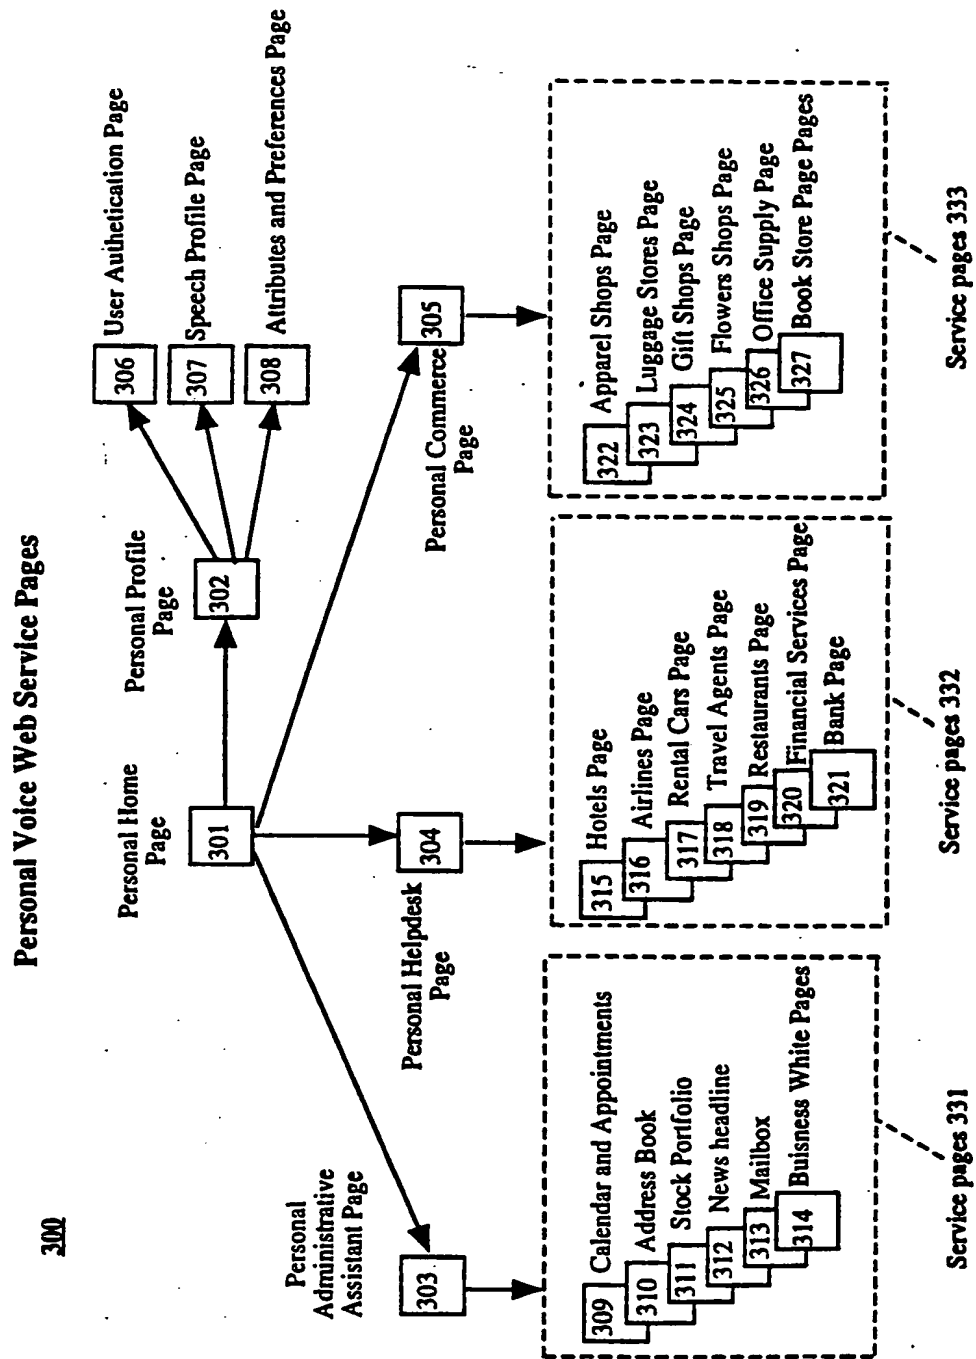 Personal Voice Web Service Pages
300
Personal Home
Page
301
Personal Profile
Page
302
306
User Authetication Page
307
Speech Profile Page
308
Attributes and Preferences Page
Personal
Administrative
Assistant Page
303
Personal Helpdesk
Page
304
Personal Commerce
Page
305
309 Calendar and Appointments
310 Address Book
311 Stock Portfolio
312 News headline
313 Mailbox
314 Buisness White Pages
Service pages 331
315 Hotels Page
316 Airlines Page
317 Rental Cars Page
318 Travel Agents Page
319 Restaurants Page
320 Financial Services Page
321 Bank Page
Service pages 332
322 Apparel Shops Page
323 Luggage Stores Page
324 Gift Shops Page
325 Flowers Shops Page
326 Office Supply Page
327 Book Store Page Pages
Service pages 333